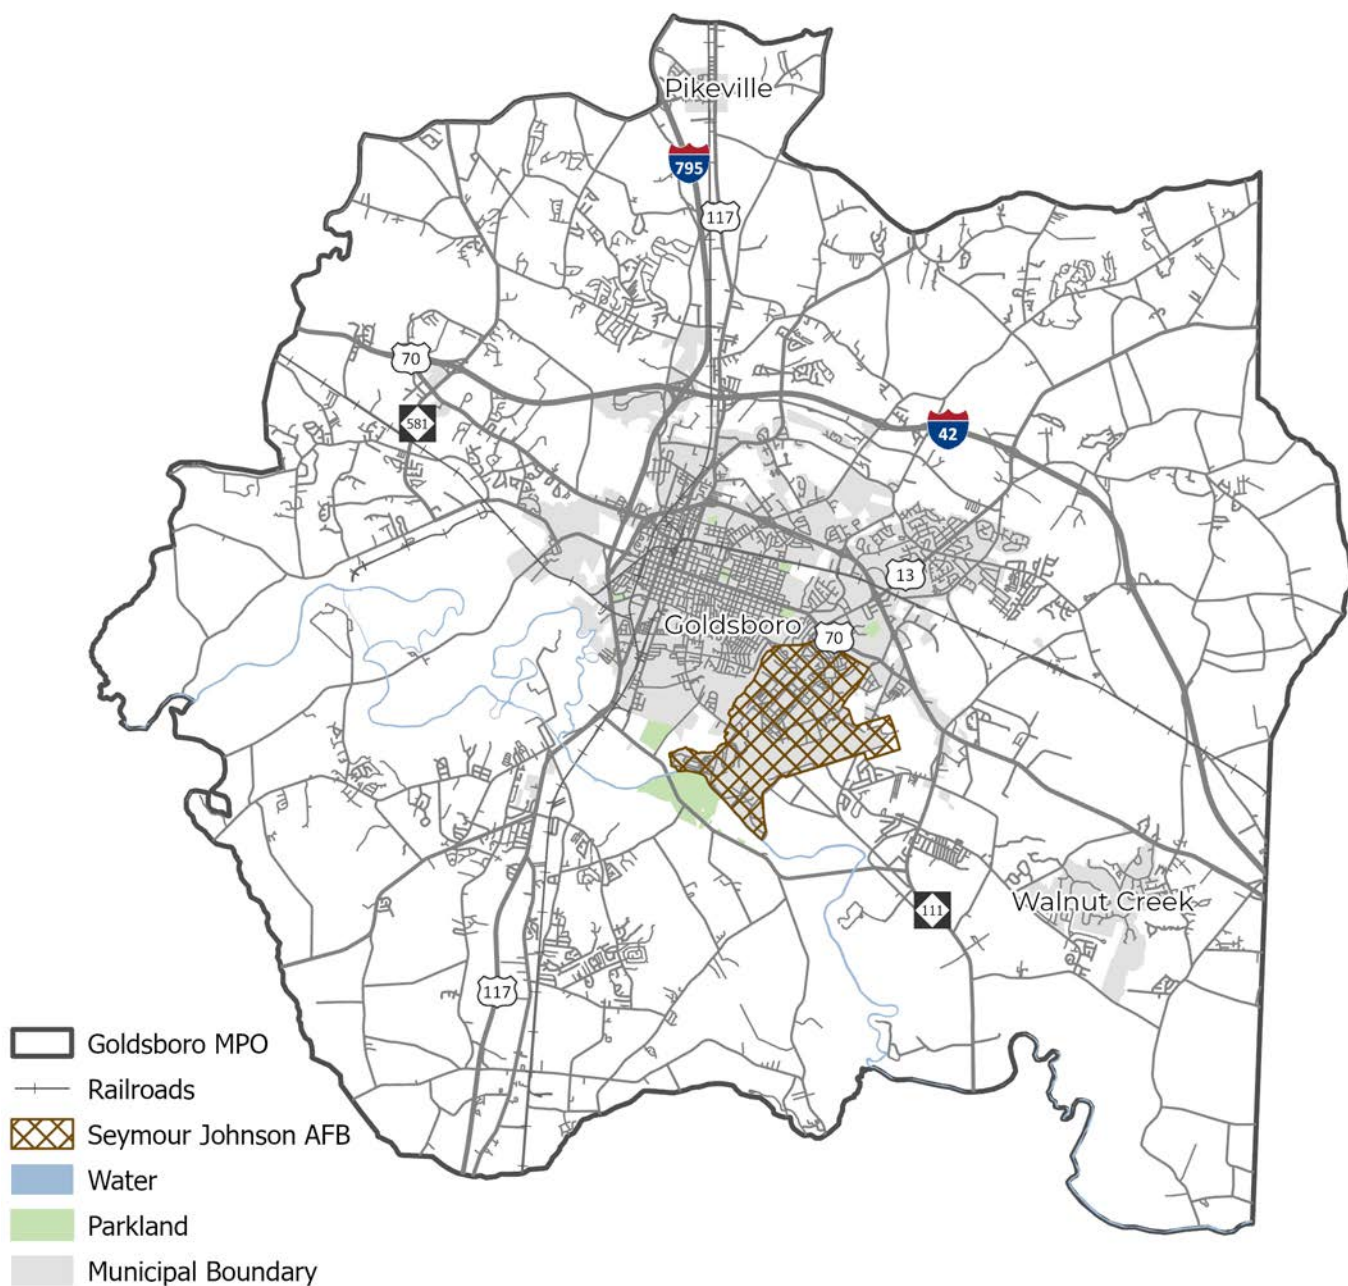 Pikeville
795
117
70
581
42
13
Goldsboro
70
Walnut Creek
111
117
Goldsboro MPO
Railroads
Seymour Johnson AFB
Water
Parkland
Municipal Boundary